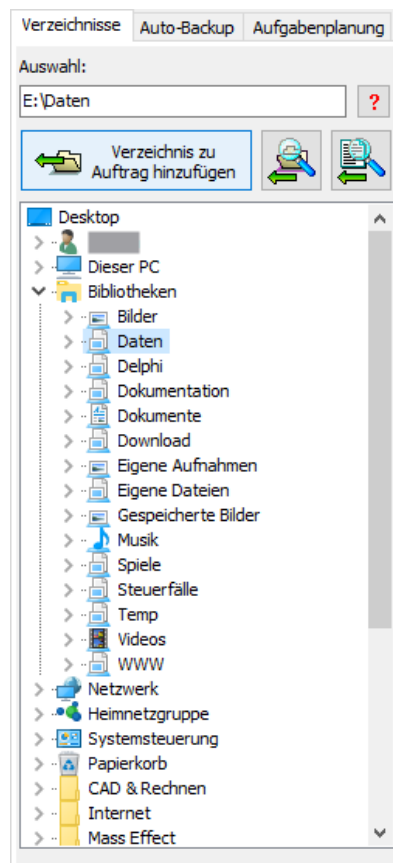 Verzeichnisse Auto-Backup Aufgabenplanung
Auswahl:
E:\Daten ?
Verzeichnis zu
Auftrag hinzufügen
Desktop
Dieser PC
Bibliotheken
Bilder
Daten
Delphi
Dokumentation
Dokumente
Download
Eigene Aufnahmen
Eigene Dateien
Gespeicherte Bilder
Musik
Spiele
Steuerfälle
Temp
Videos
WWW
Netzwerk
Heimnetzgruppe
Systemsteuerung
Papierkorb
CAD & Rechnen
Internet
Mass Effect